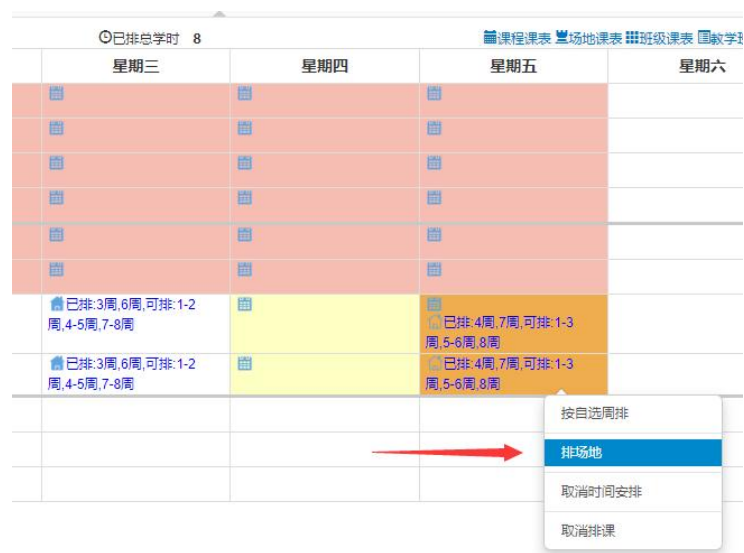 已排总学时 8
课程课表 场地课表 班级课表 教学
星期三 星期四 星期五 星期六
已排:3周,6周,可排:1-2
周,4-5周,7-8周
已排:4周,7周,可排:1-3
周,5-6周,8周
已排:3周,6周,可排:1-2
周,4-5周,7-8周
已排:4周,7周,可排:1-3
周,5-6周,8周
按自选周排
排场地
取消时间安排
取消排课